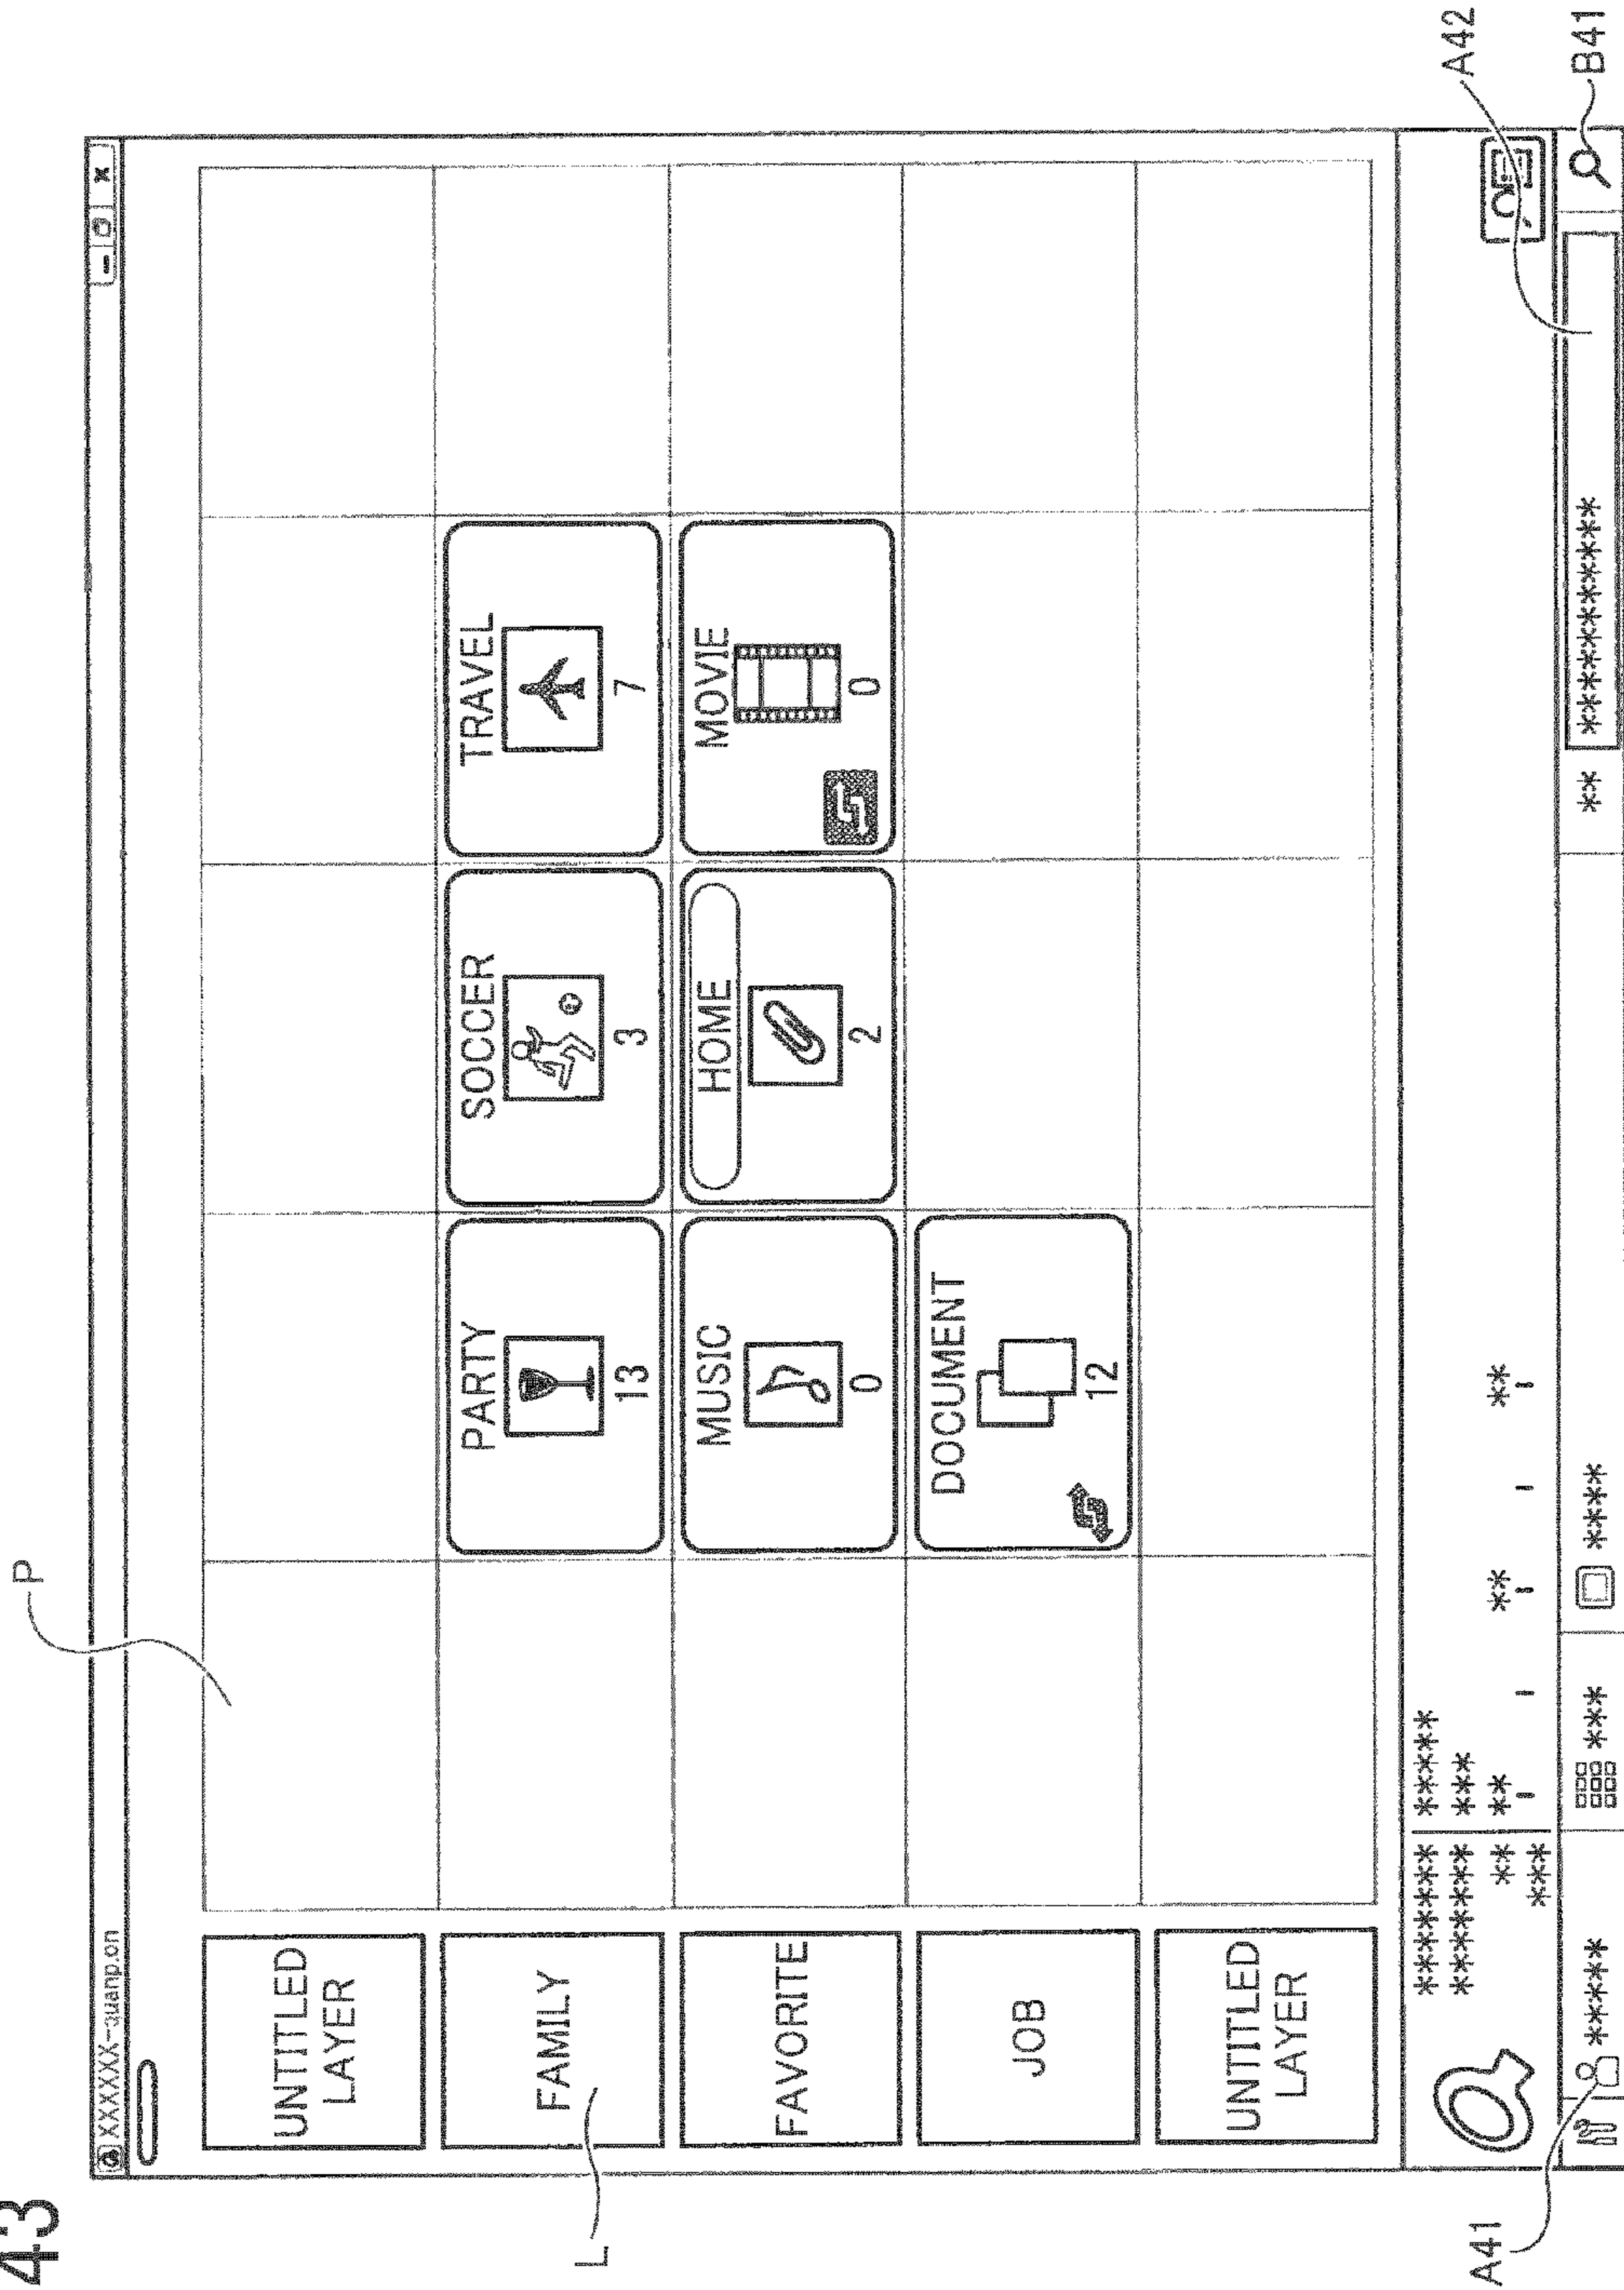 43
P
XXXXXX-auanp.on
UNTITLED
LAYER
FAMILY
PARTY
13
SOCCER
3
TRAVEL
7
L
FAVORITE
MUSIC
0
HOME
2
MOVIE
0
JOB
DOCUMENT
12
UNTITLED
LAYER
******** *****
******* ***
** ** ** **
***
A42
A41
***** *** **** ** ***********
B41